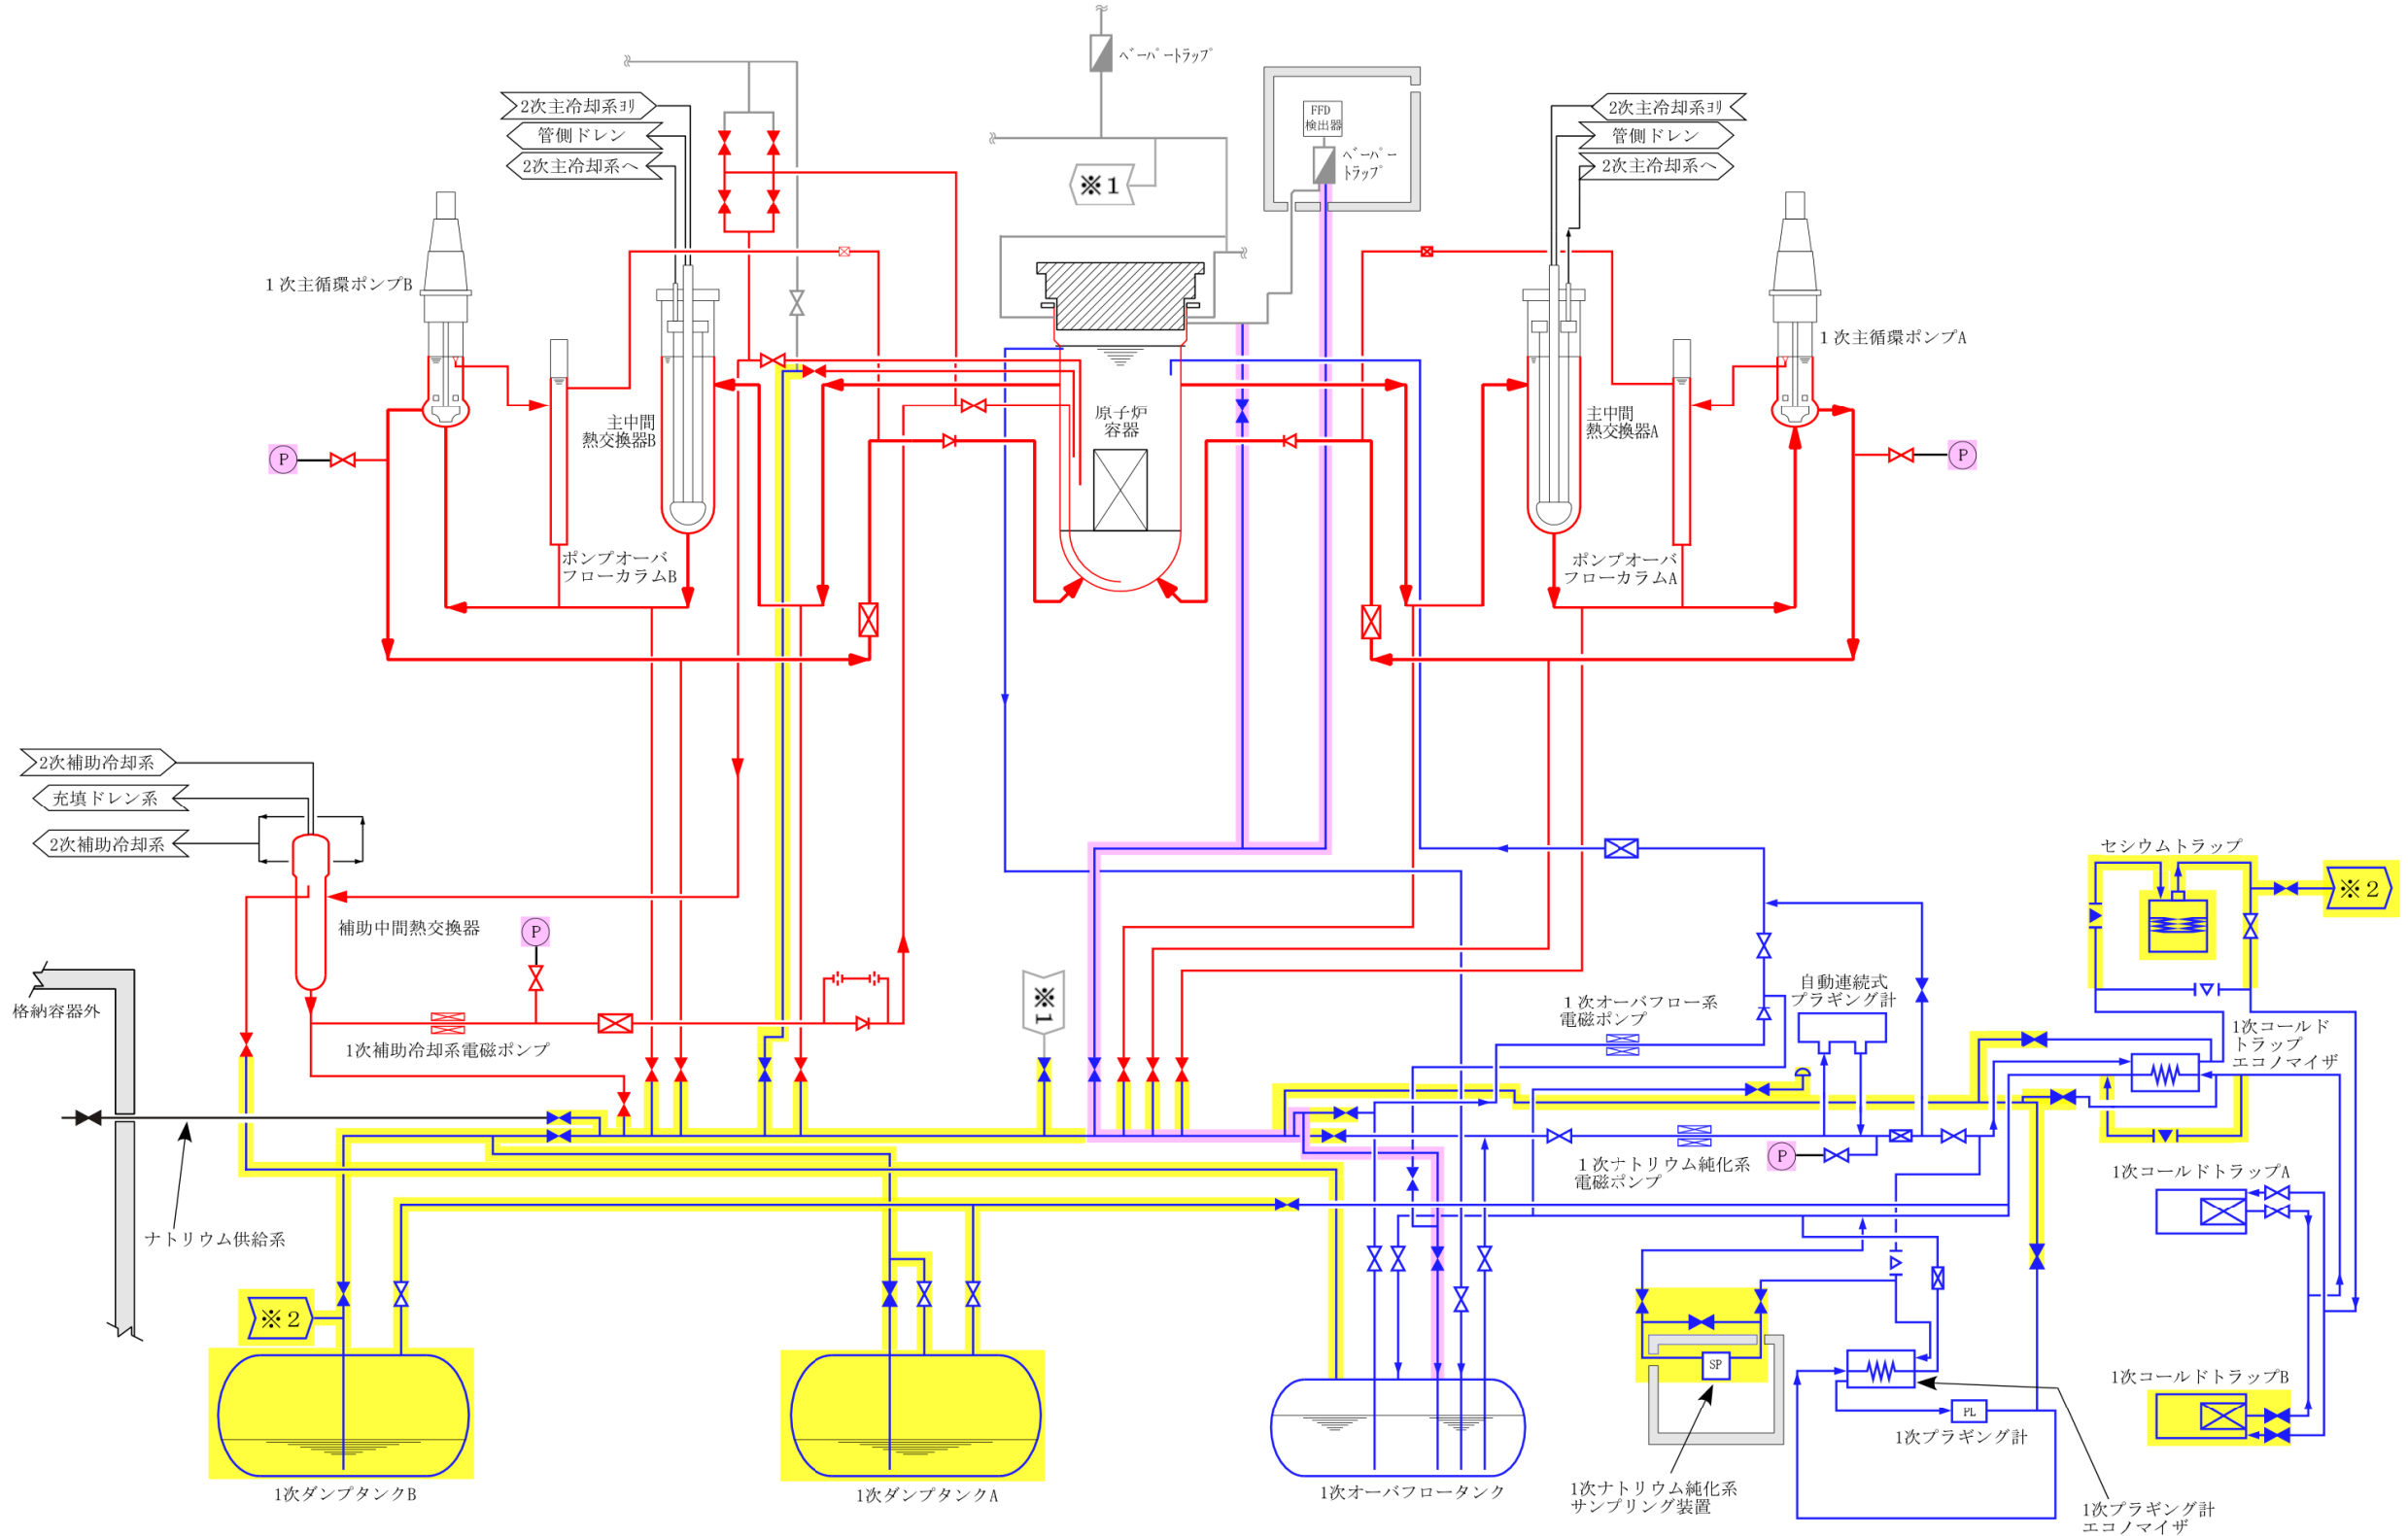 ベーパートラップ
2次主冷却系ヨリ
管側ドレン
2次主冷却系へ
FFD
検出器
ベーパー
トラップ
※1
2次主冷却系ヨリ
管側ドレン
2次主冷却系へ
1次主循環ポンプB
1次主循環ポンプA
主中間
熱交換器B
原子炉
容器
主中間
熱交換器A
P
P
ポンプオーバ
フローカラムB
ポンプオーバ
フローカラムA
2次補助冷却系
充填ドレン系
2次補助冷却系
補助中間熱交換器
P
格納容器外
1次補助冷却系電磁ポンプ
※1
1次オーバフロー系
電磁ポンプ
自動連続式
プラギング計
セシウムトラップ
※2
1次コールド
トラップ
エコノマイザ
P
1次ナトリウム純化系
電磁ポンプ
1次コールドトラップA
ナトリウム供給系
※2
SP
PL
1次プラギング計
1次コールドトラップB
1次ダンプタンクB
1次ダンプタンクA
1次オーバフロータンク
1次ナトリウム純化系
サンプリング装置
1次プラギング計
エコノマイザ